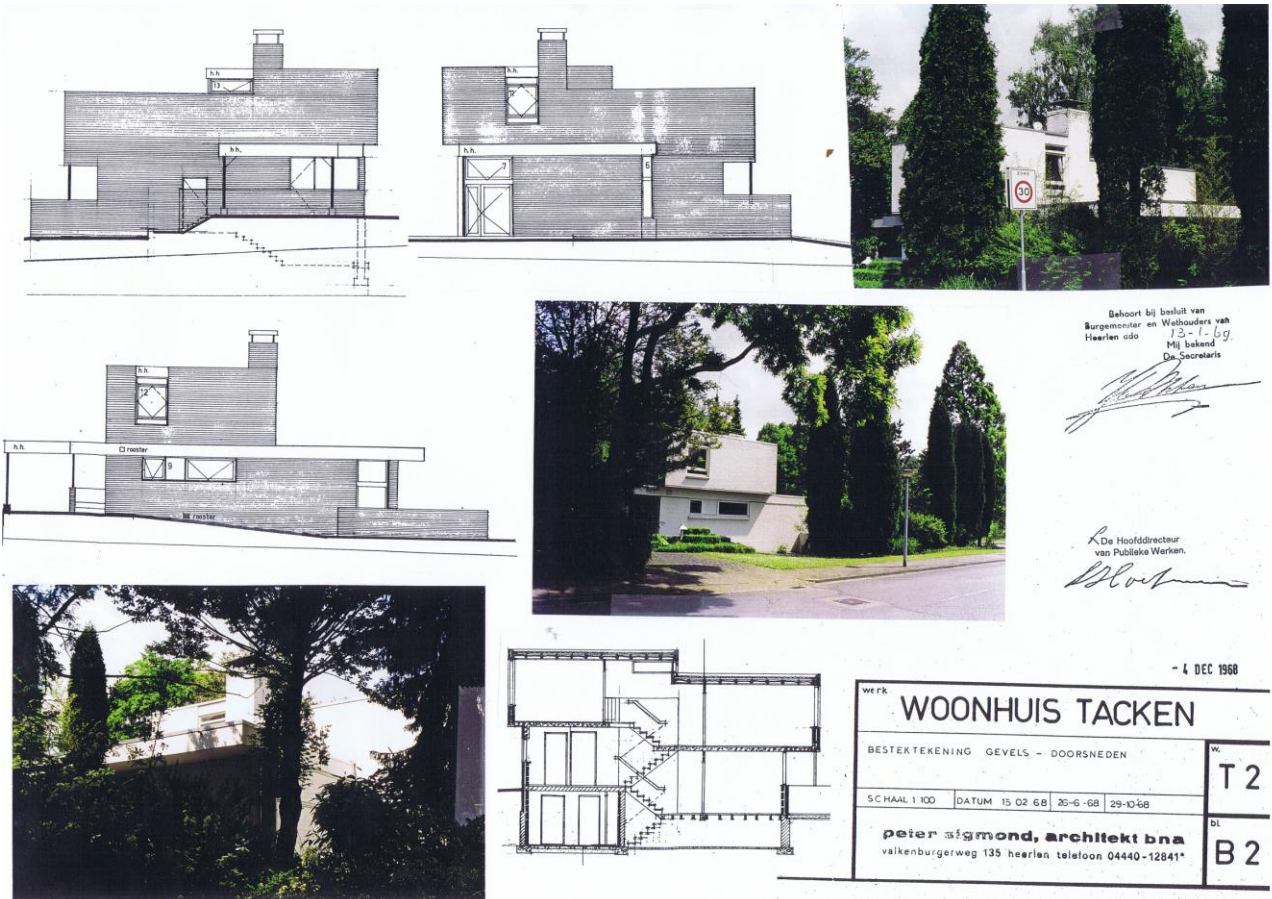 h.h
13
h.h.
h.h.
7
6
ZONE
30
Behoort bij besluit van
Burgemeester en Wethouders van
Heerlen ddo 13-1-69
Mij bekend
De Secretaris
h.h.
12
h.h.
rooster
9
rooster
De Hoofddirecteur
van Publieke Werken,
- 4 DEC 1968
werk
WOONHUIS TACKEN
BESTEKTEKENING GEVELS - DOORSNEDEN
w.
T 2
SCHAAL 1:100 DATUM 15 02 68 26-6-68 29-10-68
peter sigmond, architekt bna
valkenburgerweg 135 heerlen telefoon 04440-12841*
bl.
B 2